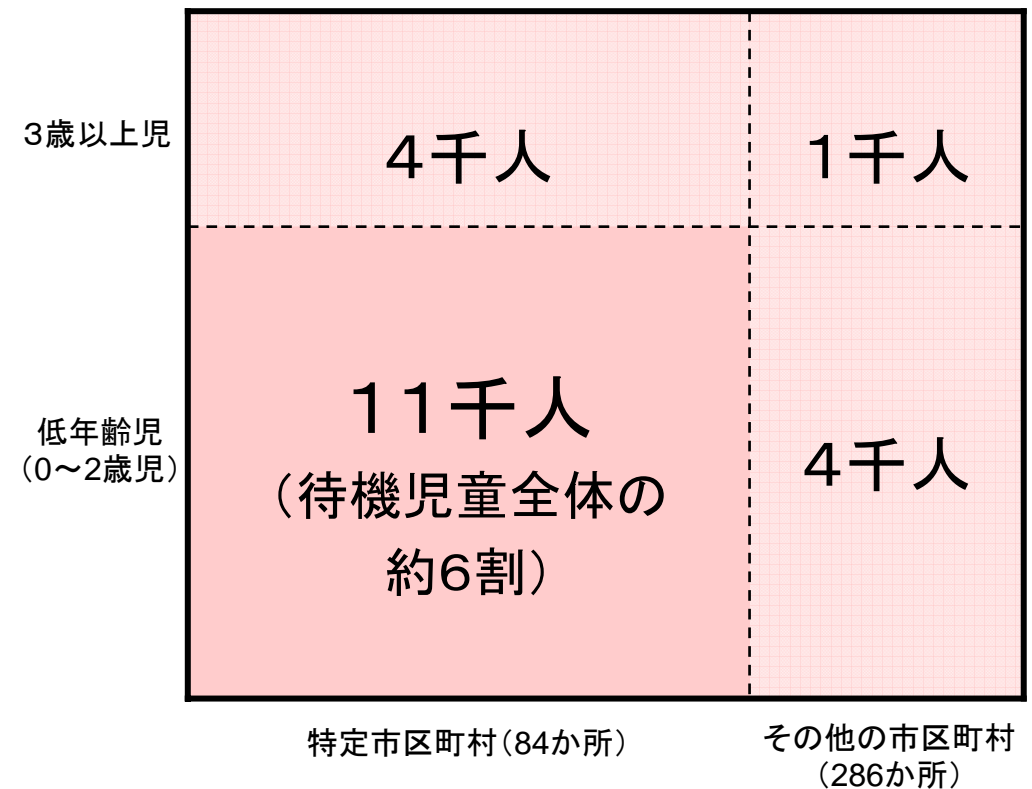 3歳以上児
4千人
1千人
低年齢児
(0〜2歳児)
11千人
(待機児童全体の
約6割)
4千人
特定市区町村(84か所)
その他の市区町村
(286か所)